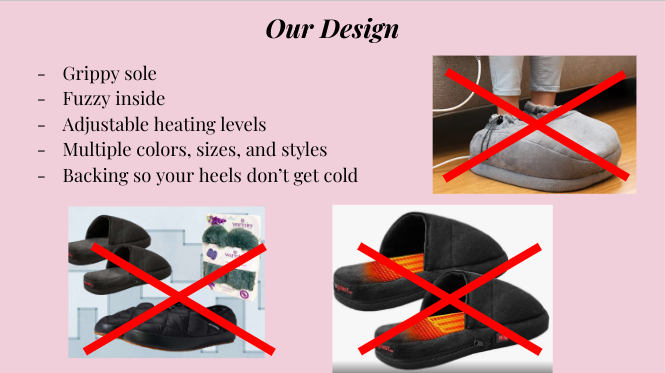 Our Design
- Grippy sole
- Fuzzy inside
- Adjustable heating levels
- Multiple colors, sizes, and styles
- Backing so your heels don’t get cold